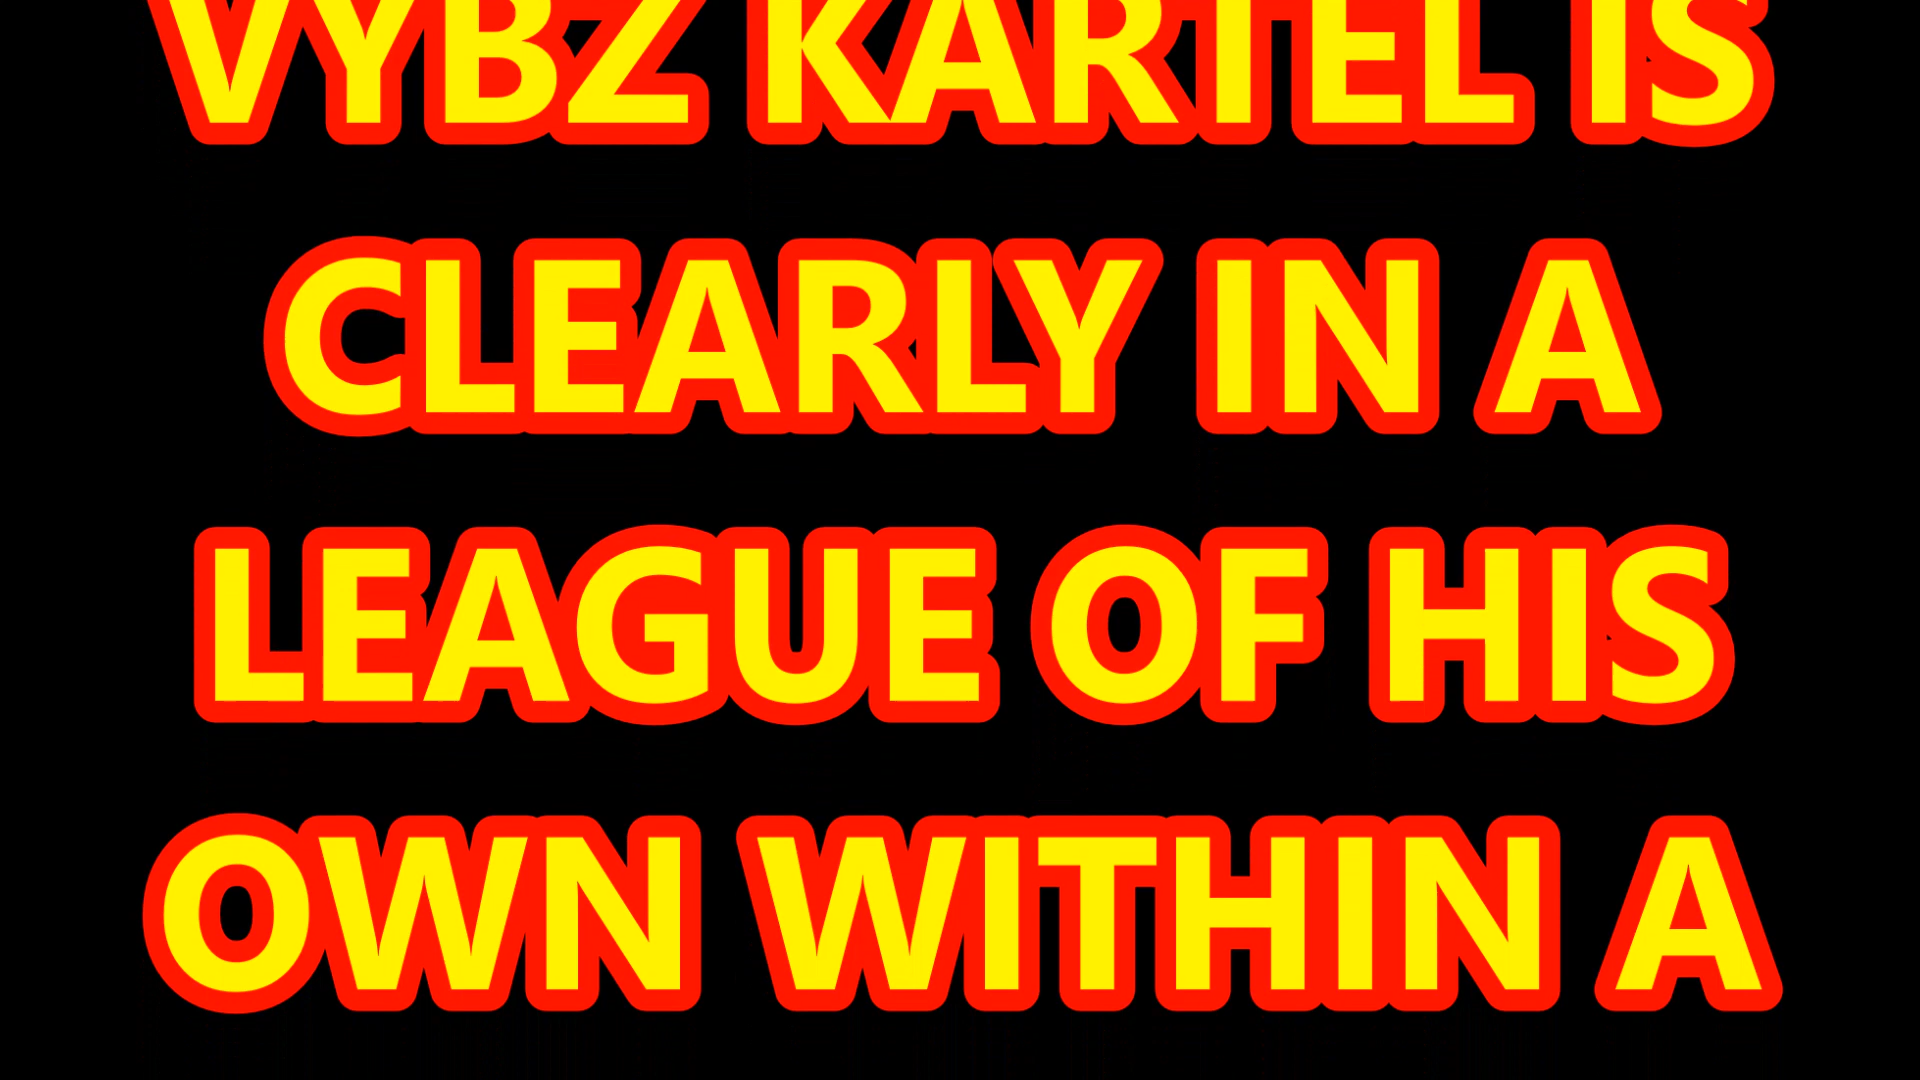 VYBZ KARTEL IS
CLEARLY IN A
LEAGUE OF HIS
OWN WITHIN A